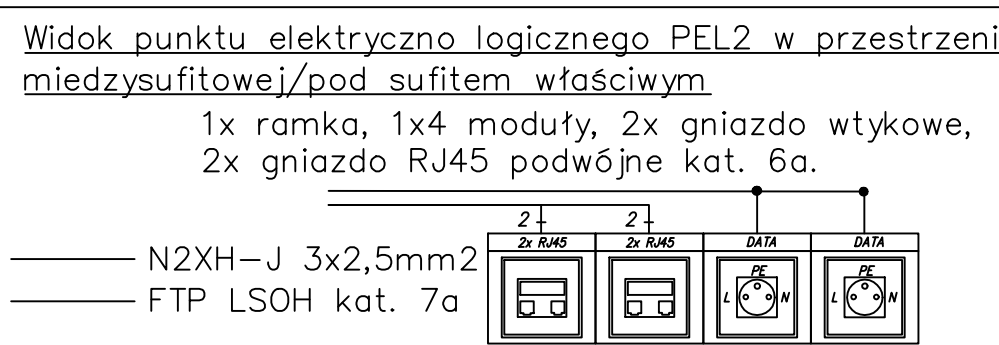 Widok punktu elektryczno logicznego PEL2 w przestrzeni
miedzysufitowej/pod sufitem właściwym
1x ramka, 1x4 moduły, 2x gniazdo wtykowe,
2x gniazdo RJ45 podwójne kat. 6a.
2 2
2x RJ45 2x RJ45 DATA DATA
N2XH-J 3x2,5mm2
FTP LSOH kat. 7a
PE PE
L N L N